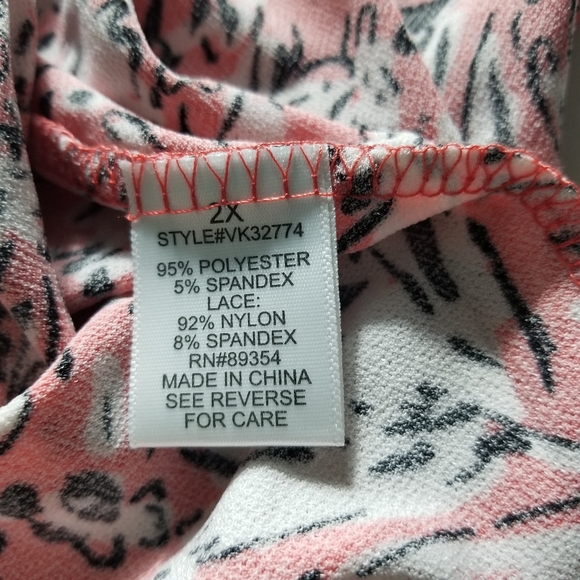 2X
STYLE#VK32774
95% POLYESTER
5% SPANDEX
LACE:
92% NYLON
8% SPANDEX
RN#89354
MADE IN CHINA
SEE REVERSE
FOR CARE